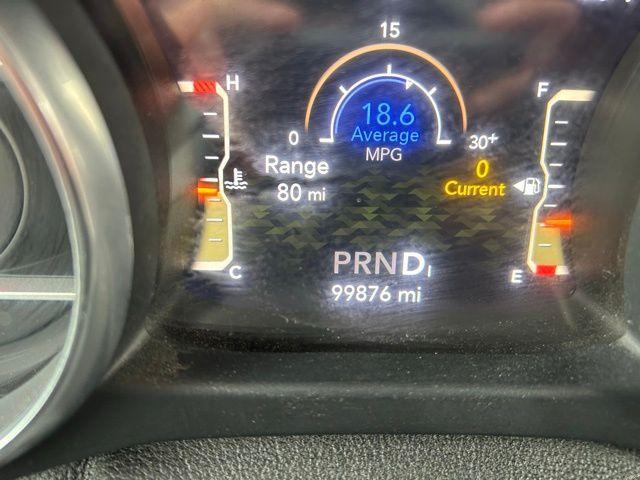 15
H
F
18.6
Average
0
30+
MPG
Range
0
80 mi
Current
PRND
C
E
99876 mi